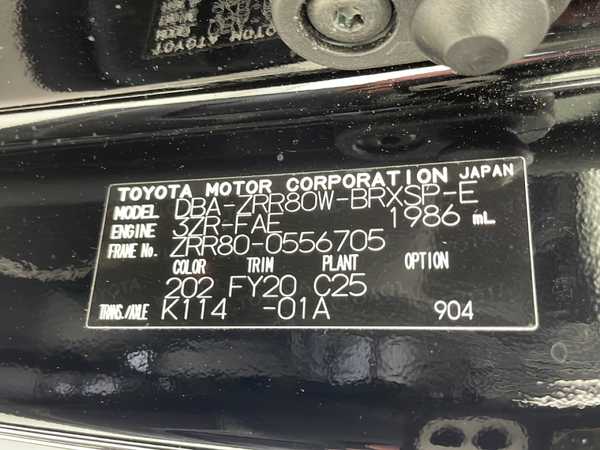 TOYOTA MOTOR CORPORATION JAPAN
MODEL DBA-ZRR80W-BRXSP-E
ENGINE 3ZR-FAE 1986 mL
FRAME No. ZRR80-0556705
COLOR TRIM PLANT OPTION
202 FY20 C25
TRANS./AXLE K114 -01A 904